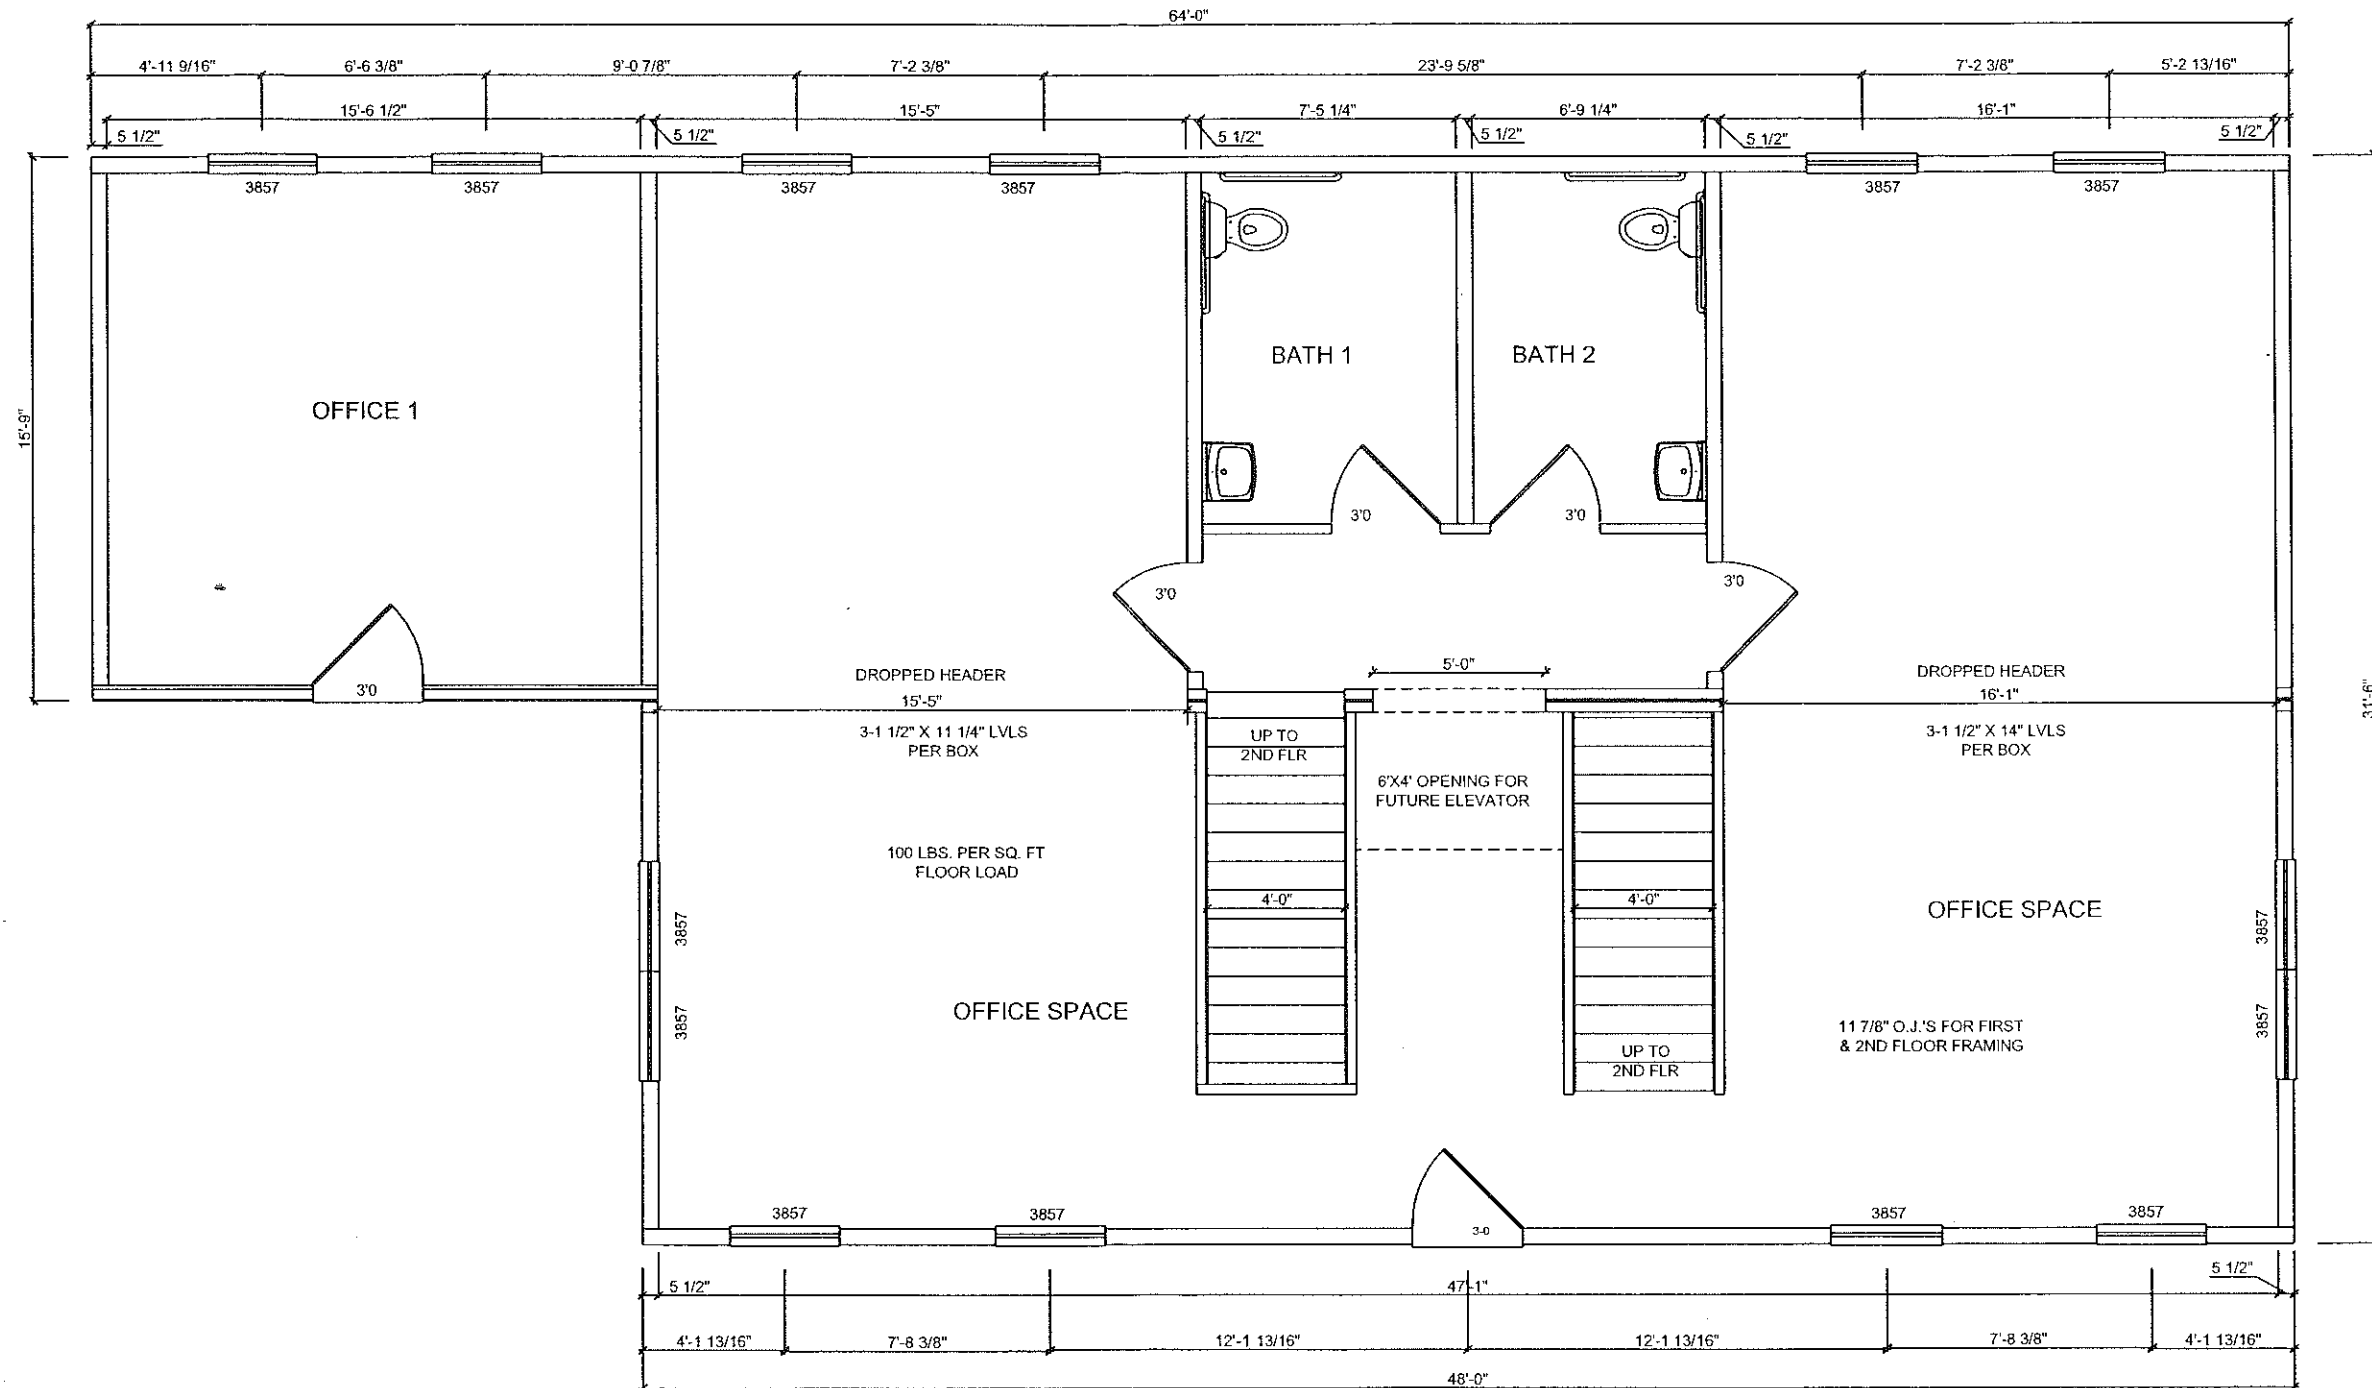 64'-0"
4'-11 9/16"
6'-6 3/8"
9'-0 7/8"
7'-2 3/8"
23'-9 5/8"
7'-2 3/8"
5'-2 13/16"
15'-6 1/2"
15'-5"
7'-5 1/4"
6'-9 1/4"
16'-1"
5 1/2"
5 1/2"
5 1/2"
5 1/2"
5 1/2"
5 1/2"
3857
3857
3857
3857
3857
3857
BATH 1
BATH 2
OFFICE 1
15'-9"
3'0
3'0
3'0
3'0
3'0
DROPPED HEADER
15'-5"
3-1 1/2" X 11 1/4" LVLS
PER BOX
5'-0"
DROPPED HEADER
16'-1"
3-1 1/2" X 14" LVLS
PER BOX
31'-6"
UP TO
2ND FLR
6'X4' OPENING FOR
FUTURE ELEVATOR
100 LBS. PER SQ. FT
FLOOR LOAD
4'-0"
4'-0"
OFFICE SPACE
3857
3857
3857
3857
OFFICE SPACE
11 7/8" O.J.'S FOR FIRST
& 2ND FLOOR FRAMING
UP TO
2ND FLR
3857
3857
3-0
3857
3857
5 1/2"
47'-1"
5 1/2"
4'-1 13/16"
7'-8 3/8"
12'-1 13/16"
12'-1 13/16"
7'-8 3/8"
4'-1 13/16"
48'-0"